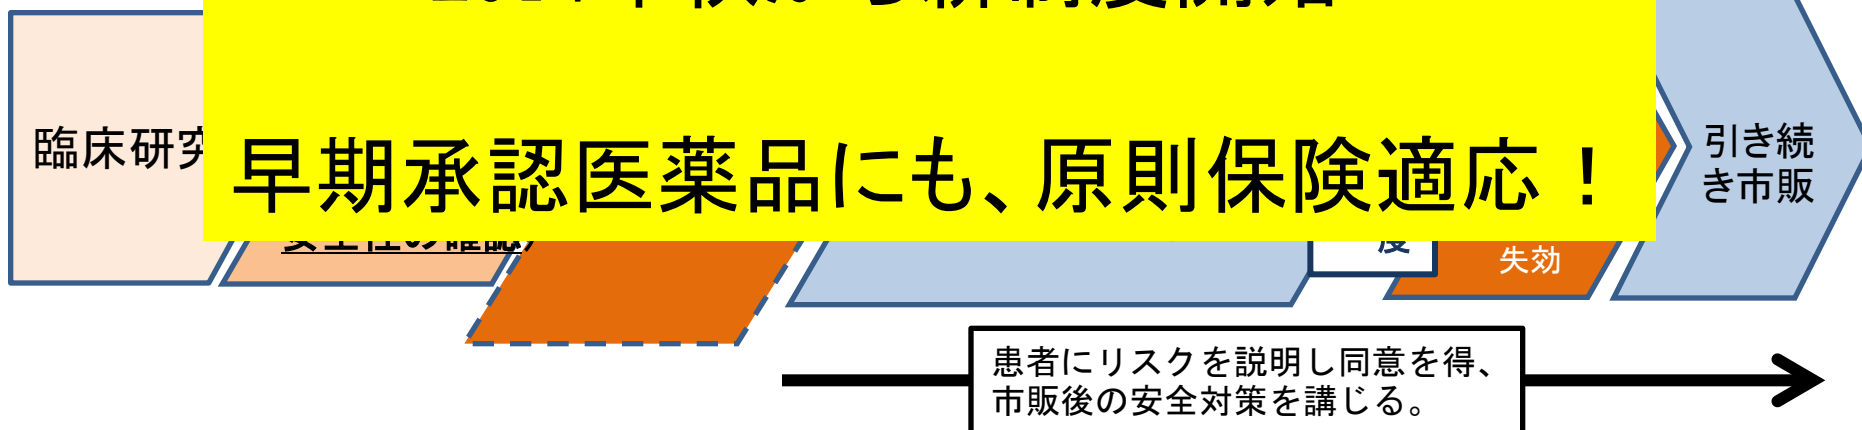 臨床研究
早期承認医薬品にも、原則保険適応！
引き続
き市販
度
失効
患者にリスクを説明し同意を得、
市販後の安全対策を講じる。